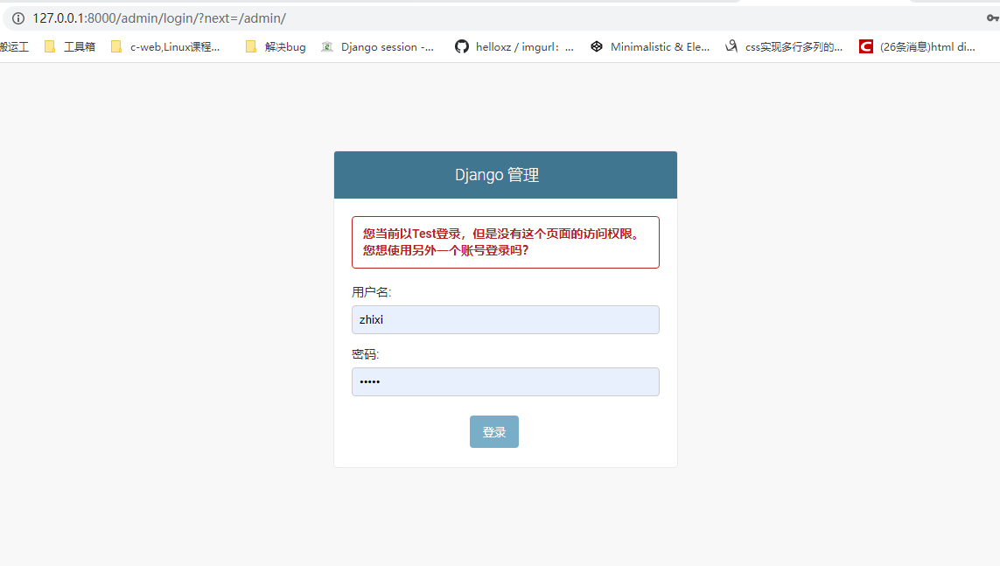 127.0.0.1:8000/admin/login/?next=/admin/
搬运工 工具箱 c-web,Linux课程... 解决bug Django session -... helloxz / imgurl: ... Minimalistic & Ele... css实现多行多列的... (26条消息)html di...
Django 管理
您当前以Test登录，但是没有这个页面的访问权限。
您想使用另外一个账号登录吗？
用户名:
zhixi
密码:
•••••
登录